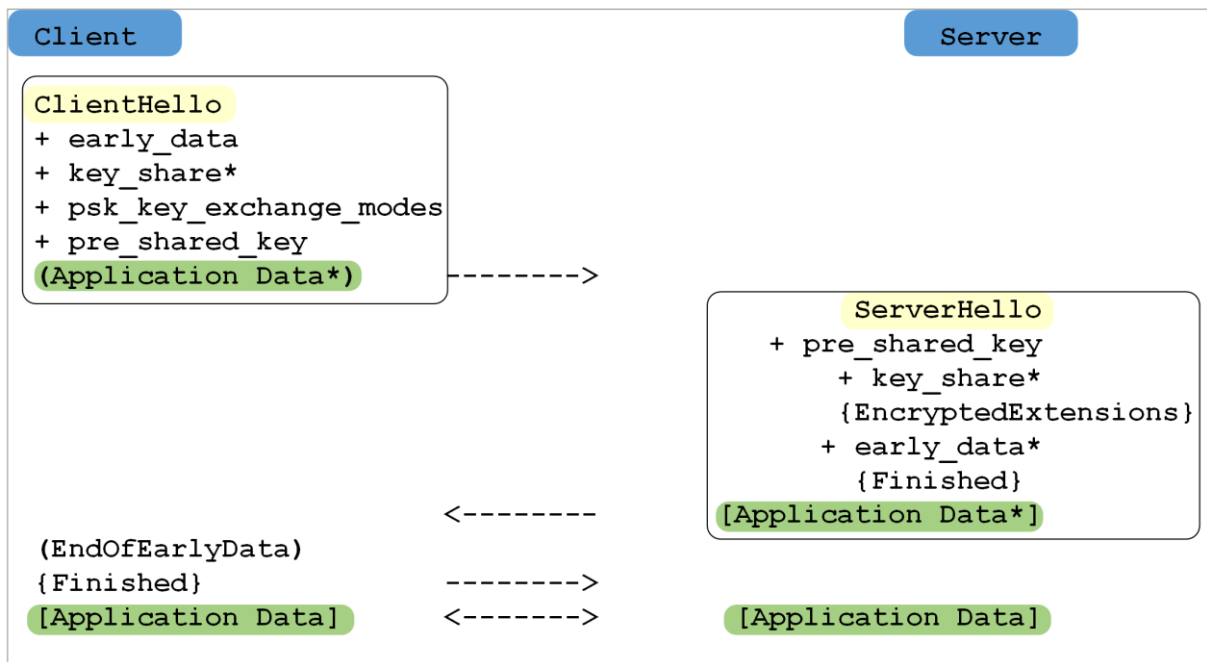 Client Server
ClientHello
+ early_data
+ key_share*
+ psk_key_exchange_modes
+ pre_shared_key
(Application Data*) -------->
ServerHello
+ pre_shared_key
+ key_share*
{EncryptedExtensions}
+ early_data*
{Finished}
<-------- [Application Data*]
(EndOfEarlyData)
{Finished} -------->
[Application Data] <-------> [Application Data]